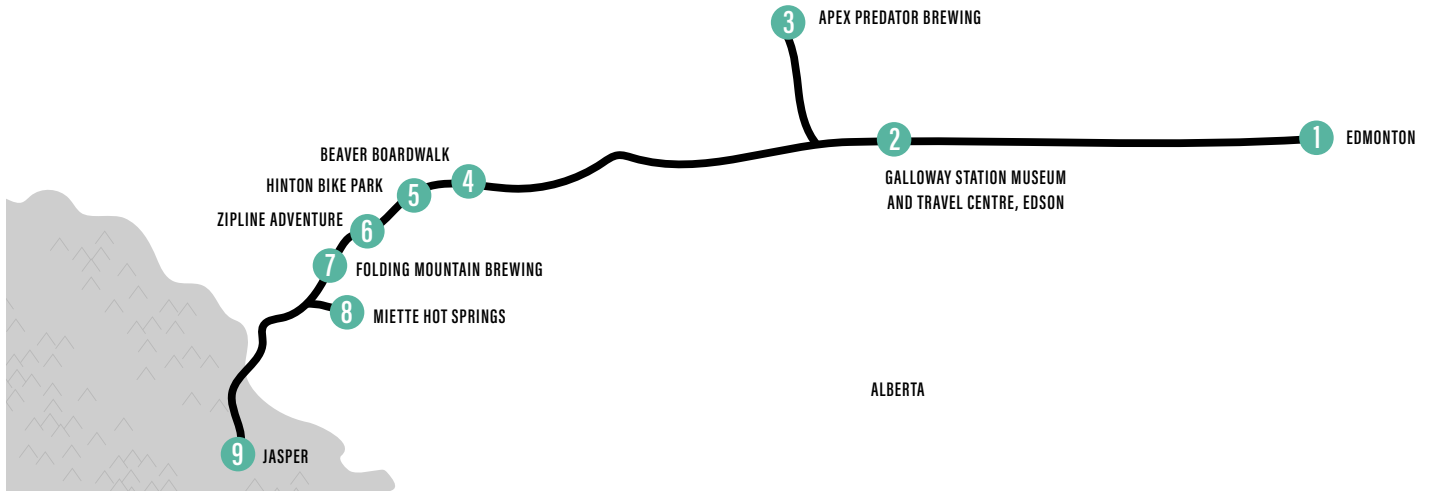 3 APEX PREDATOR BREWING
1 EDMONTON
2
GALLOWAY STATION MUSEUM
AND TRAVEL CENTRE, EDSON
BEAVER BOARDWALK
4
HINTON BIKE PARK 5
ZIPLINE ADVENTURE 6
7 FOLDING MOUNTAIN BREWING
8 MIETTE HOT SPRINGS
ALBERTA
9 JASPER